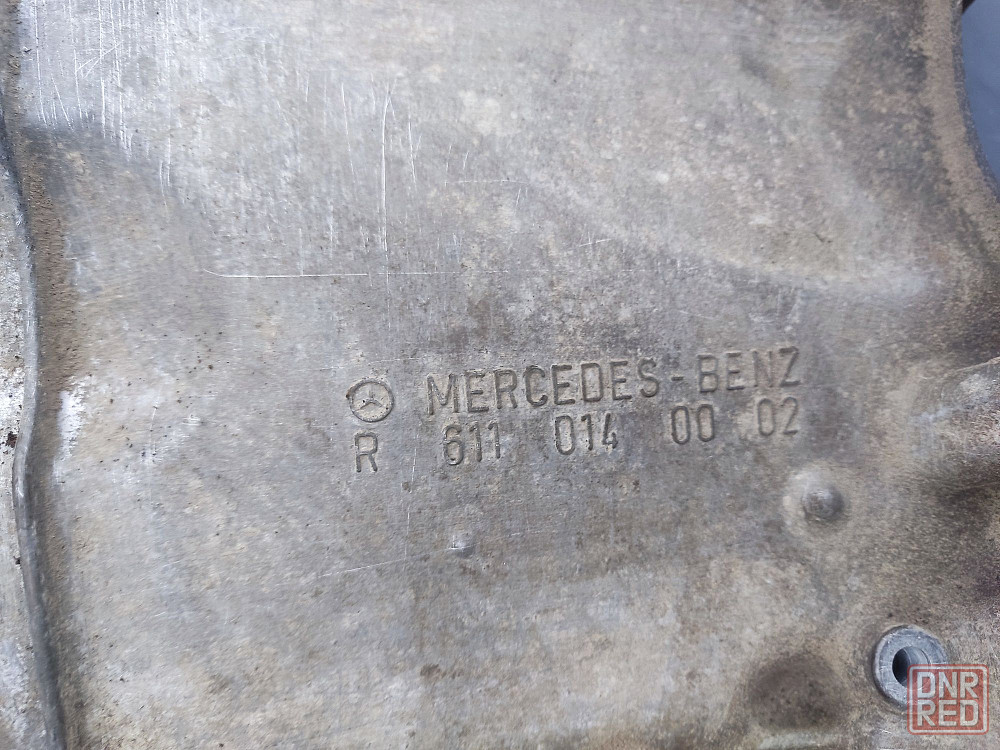 MERCEDES-BENZ
R 611 014 00 02
DNR
RED